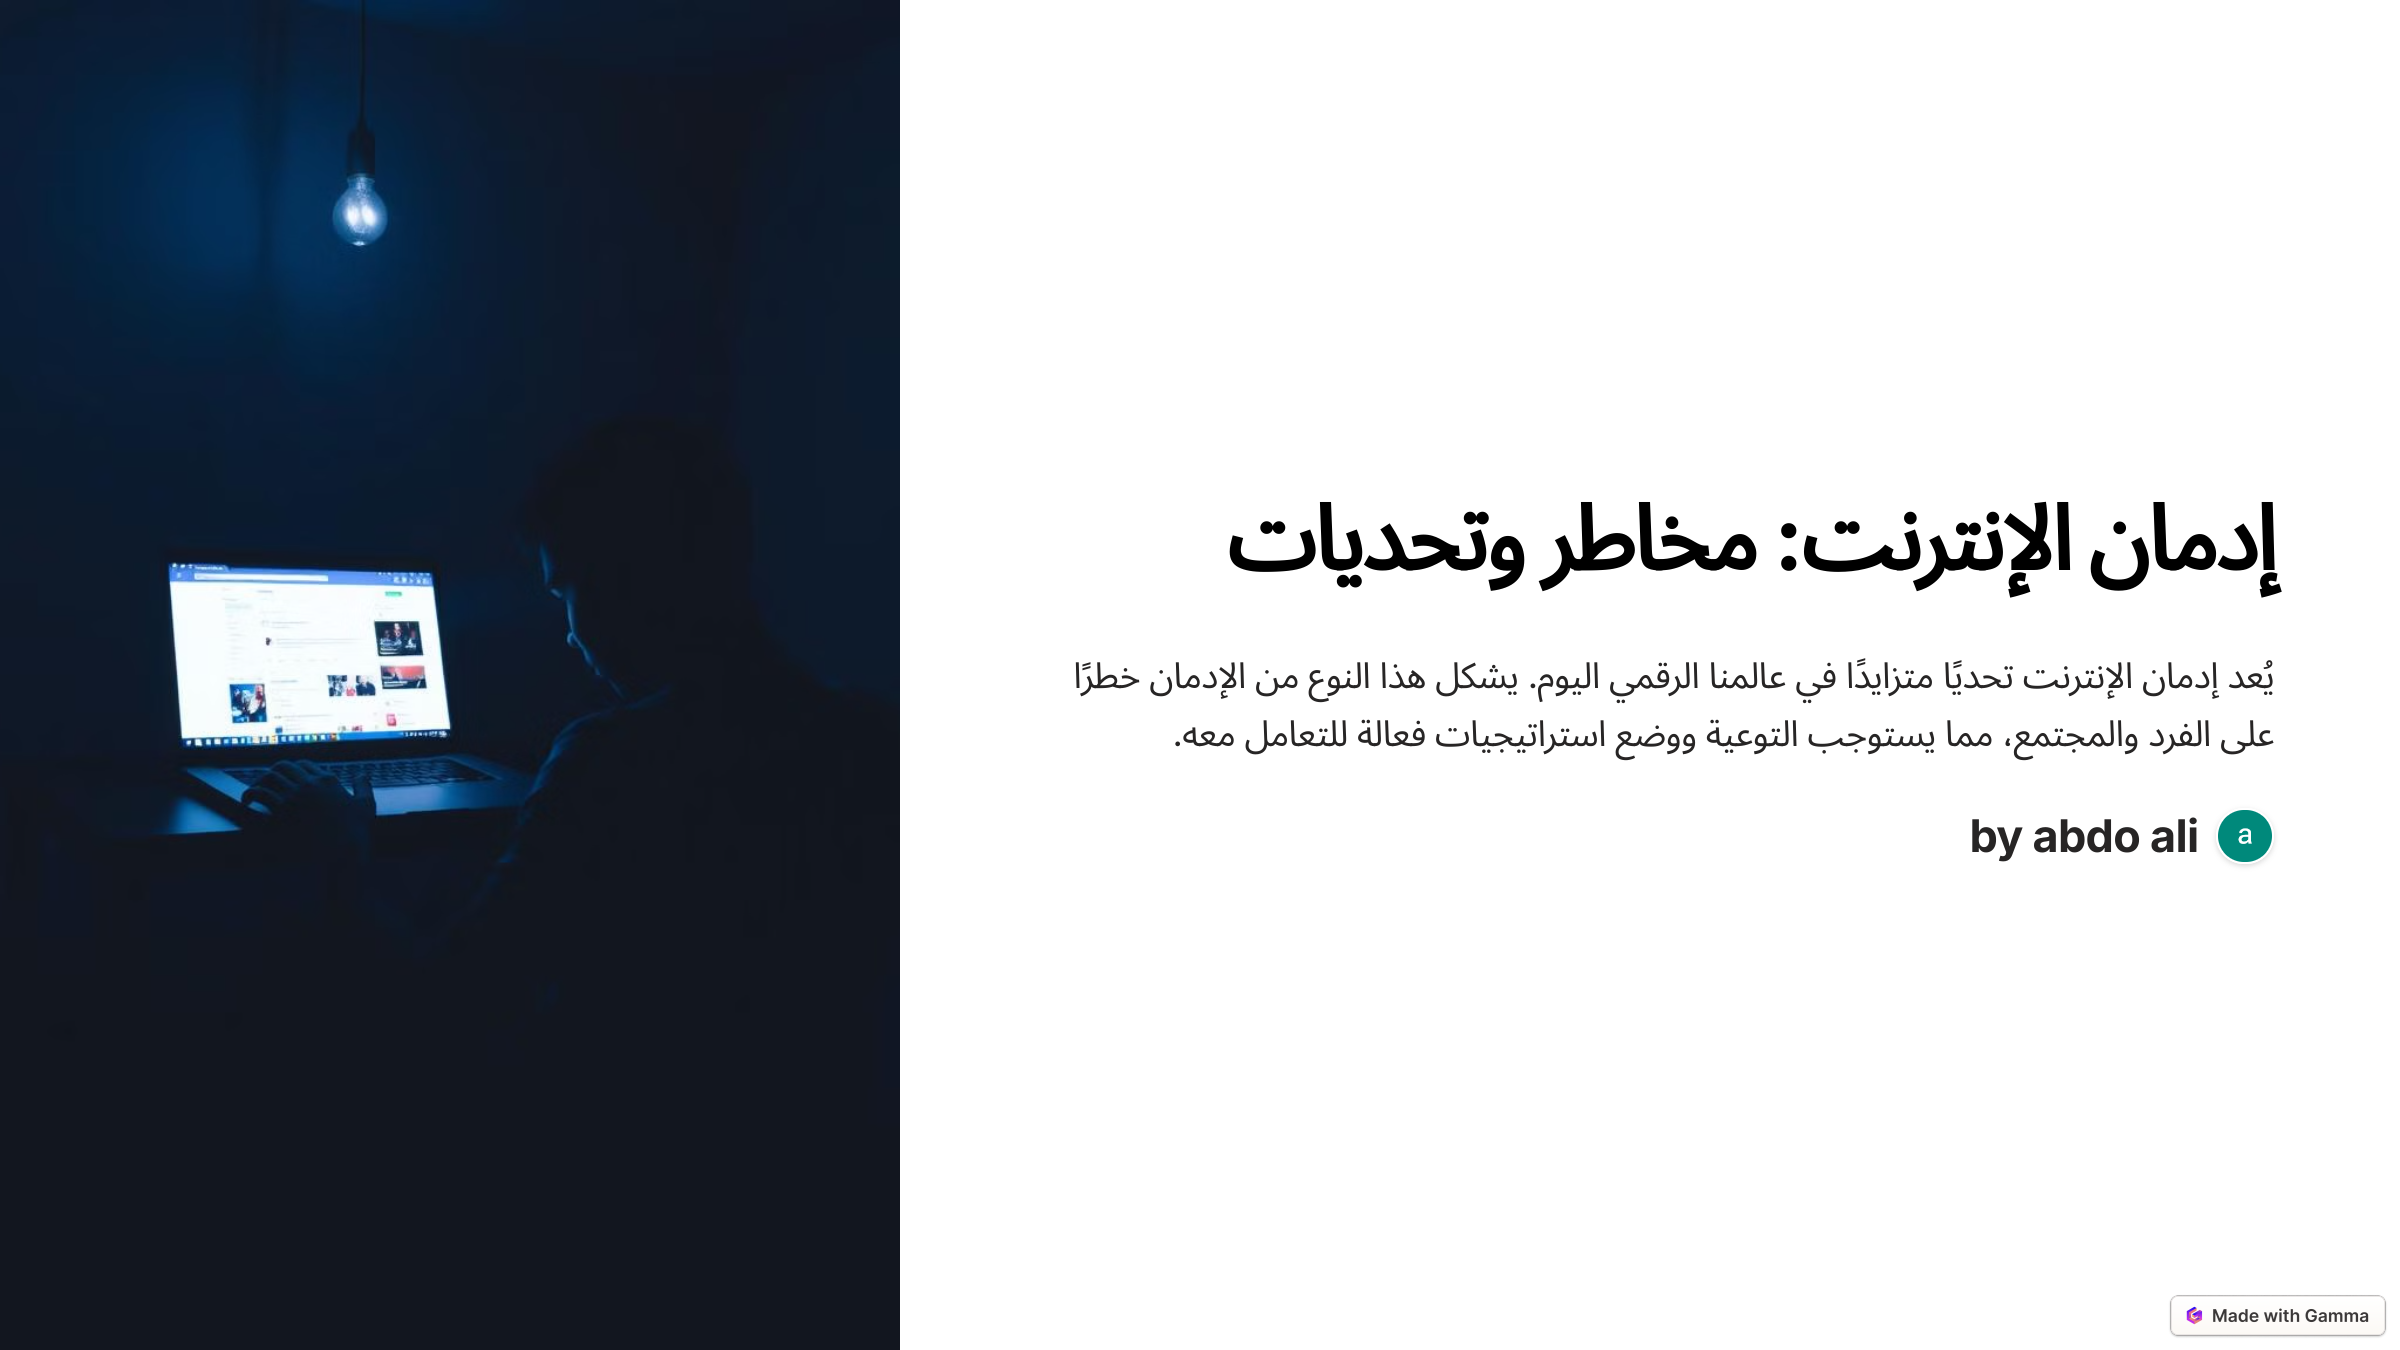 إدمان الإنترنت: مخاطر وتحديات
يُعد إدمان الإنترنت تحديًا متزايدًا في عالمنا الرقمي اليوم. يشكل هذا النوع من الإدمان خطرًا
على الفرد والمجتمع، مما يستوجب التوعية ووضع استراتيجيات فعالة للتعامل معه.
a by abdo ali
Made with Gamma